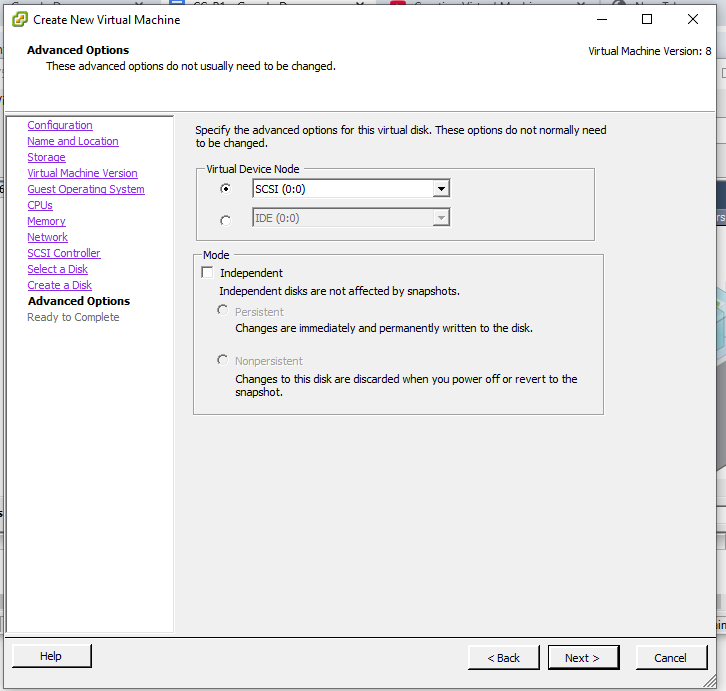 Create New Virtual Machine
Advanced Options
These advanced options do not usually need to be changed.
Virtual Machine Version: 8
Configuration
Name and Location
Storage
Virtual Machine Version
Guest Operating System
CPUs
Memory
Network
SCSI Controller
Select a Disk
Create a Disk
Advanced Options
Ready to Complete
Specify the advanced options for this virtual disk. These options do not normally need
to be changed.
Virtual Device Node
SCSI (0:0)
IDE (0:0)
Mode
Independent
Independent disks are not affected by snapshots.
Persistent
Changes are immediately and permanently written to the disk.
Nonpersistent
Changes to this disk are discarded when you power off or revert to the
snapshot.
Help
< Back
Next >
Cancel